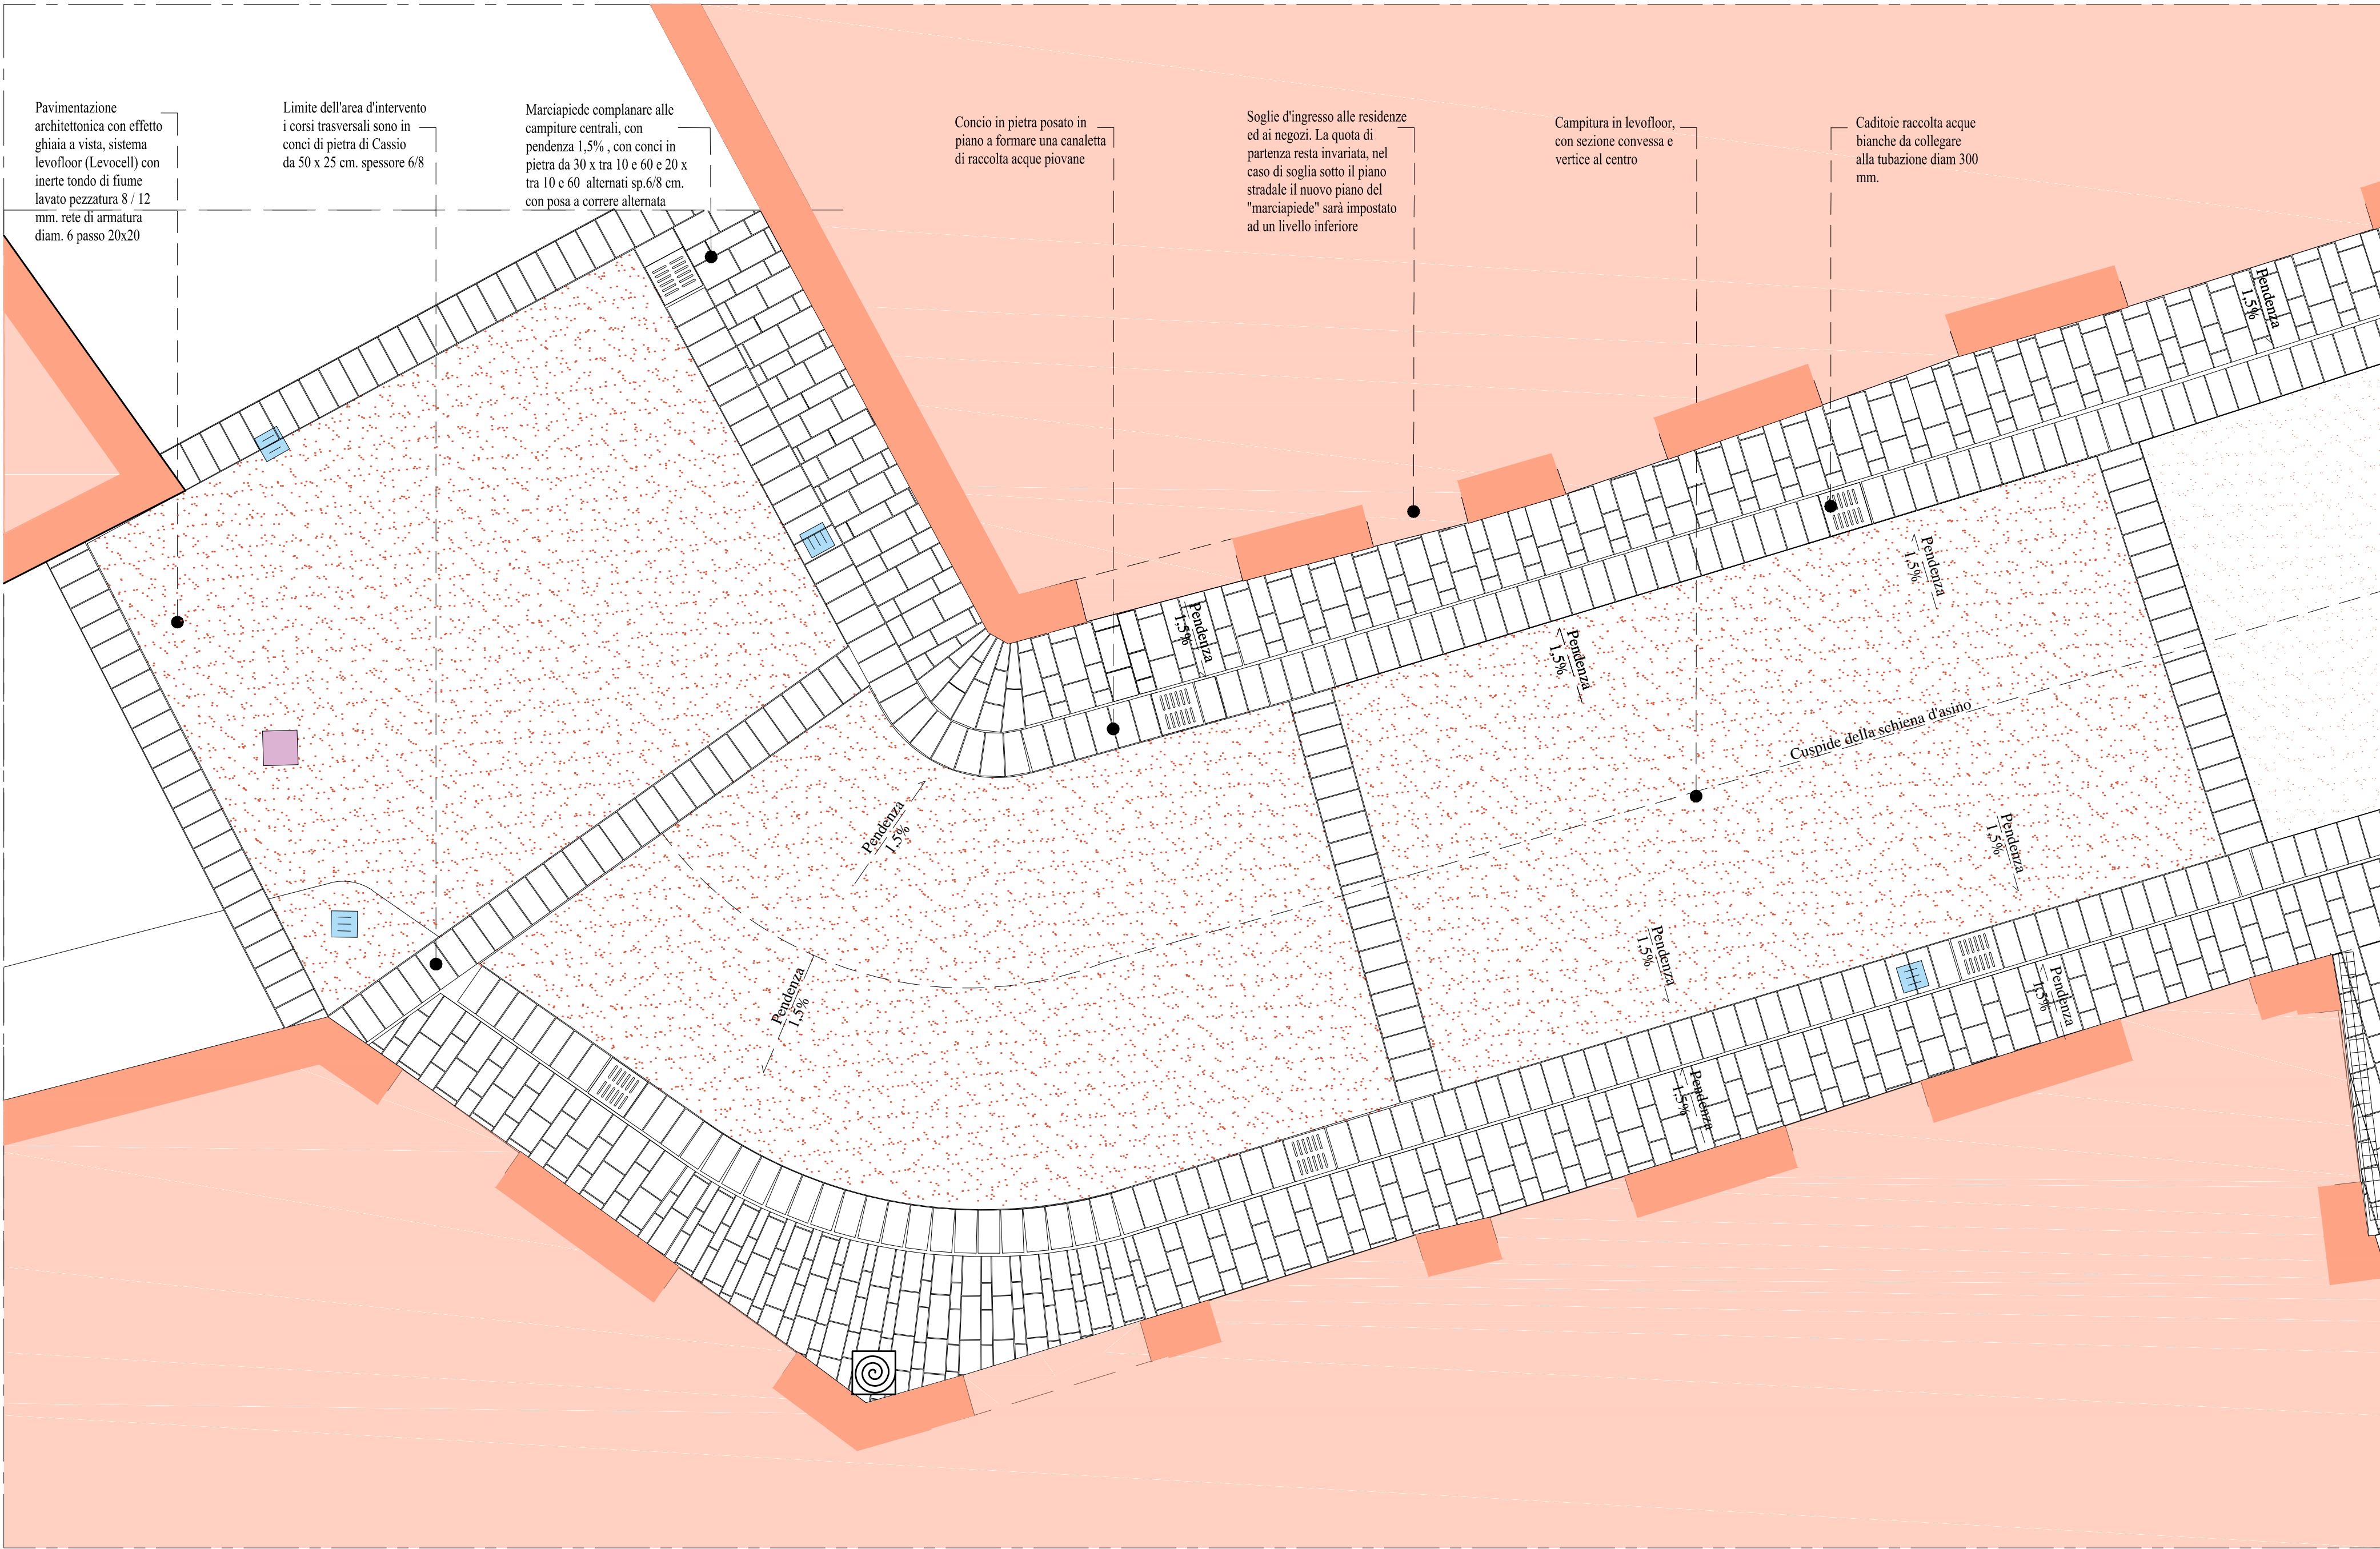 Pavimentazione
architettonica con effetto
ghiaia a vista, sistema
levofloor (Levocell) con
inerte tondo di fiume
lavato pezzatura 8 / 12
mm. rete di armatura
diam. 6 passo 20x20
Limite dell'area d'intervento
i corsi trasversali sono in
conci di pietra di Cassio
da 50 x 25 cm. spessore 6/8
Marciapiede complanare alle
campiture centrali, con
pendenza 1,5% , con conci in
pietra da 30 x tra 10 e 60 e 20 x
tra 10 e 60 alternati sp.6/8 cm.
con posa a correre alternata
Concio in pietra posato in
piano a formare una canaletta
di raccolta acque piovane
Soglie d'ingresso alle residenze
ed ai negozi. La quota di
partenza resta invariata, nel
caso di soglia sotto il piano
stradale il nuovo piano del
"marciapiede" sarà impostato
ad un livello inferiore
Campitura in levofloor,
con sezione convessa e
vertice al centro
Caditoie raccolta acque
bianche da collegare
alla tubazione diam 300
mm.
Pendenza
1,5%
Pendenza
1,5%
Pendenza
1,5%
Pendenza
1,5%
Cuspide della schiena d'asino
Pendenza
1,5%
Pendenza
1,5%
Pendenza
1,5%
Pendenza
1,5%
Pendenza
1,5%
Pendenza
1,5%